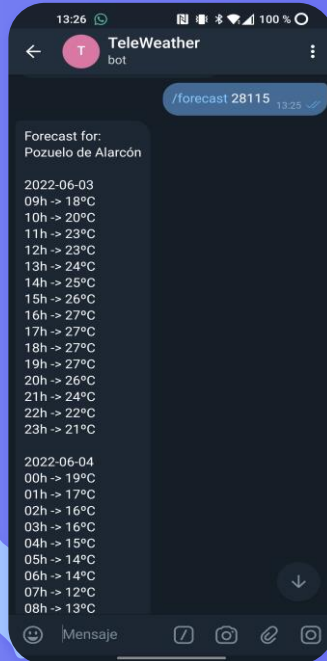 13:26 100 %
T
TeleWeather
bot
/forecast 28115 13:25
Forecast for:
Pozuelo de Alarcón
2022-06-03
09h -> 18ºC
10h -> 20ºC
11h -> 23ºC
12h -> 23ºC
13h -> 24ºC
14h -> 25ºC
15h -> 26ºC
16h -> 27ºC
17h -> 27ºC
18h -> 27ºC
19h -> 27ºC
20h -> 26ºC
21h -> 24ºC
22h -> 22ºC
23h -> 21ºC
2022-06-04
00h -> 19ºC
01h -> 17ºC
02h -> 16ºC
03h -> 16ºC
04h -> 15ºC
05h -> 14ºC
06h -> 14ºC
07h -> 12ºC
08h -> 13ºC
Mensaje